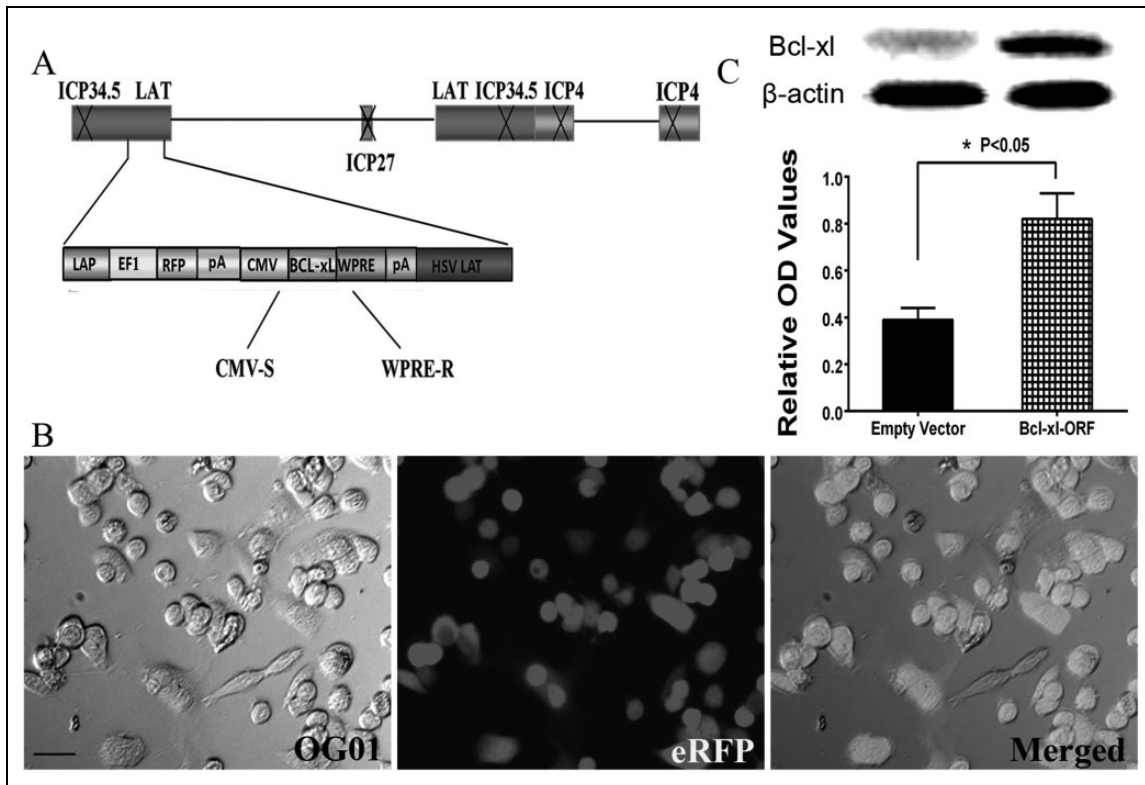 A
ICP34.5 LAT LAT ICP34.5 ICP4 ICP4
ICP27
LAP EF1 RFP pA CMV BCL-xL WPRE pA HSV LAT
CMV-S WPRE-R
C
Bcl-xl
β-actin
* P<0.05
Relative OD Values
1.0
0.8
0.6
0.4
0.2
0.0
Empty Vector Bcl-xl-ORF
B
OG01 eRFP Merged